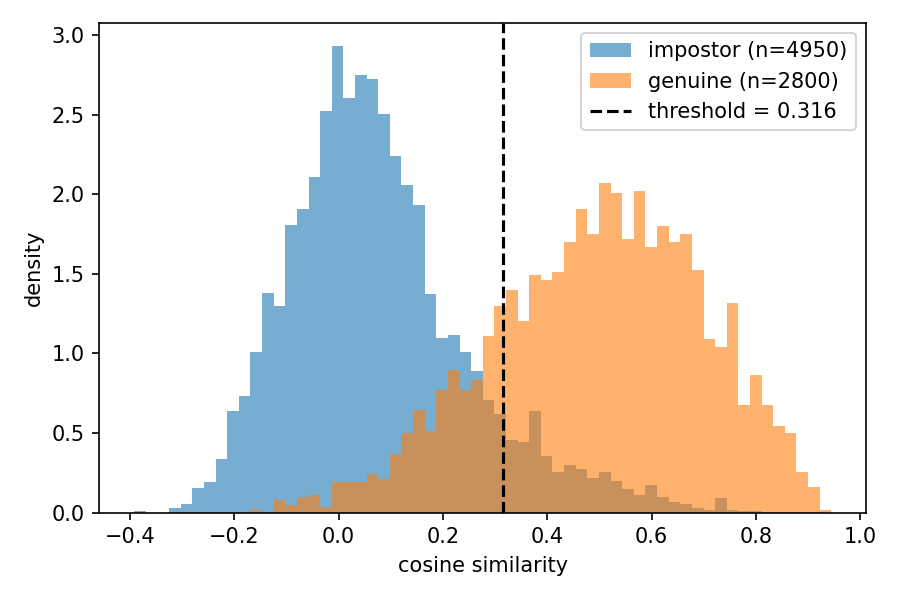 impostor (n=4950)
genuine (n=2800)
threshold = 0.316
3.0
2.5
2.0
1.5
1.0
0.5
0.0
density
−0.4 −0.2 0.0 0.2 0.4 0.6 0.8 1.0
cosine similarity